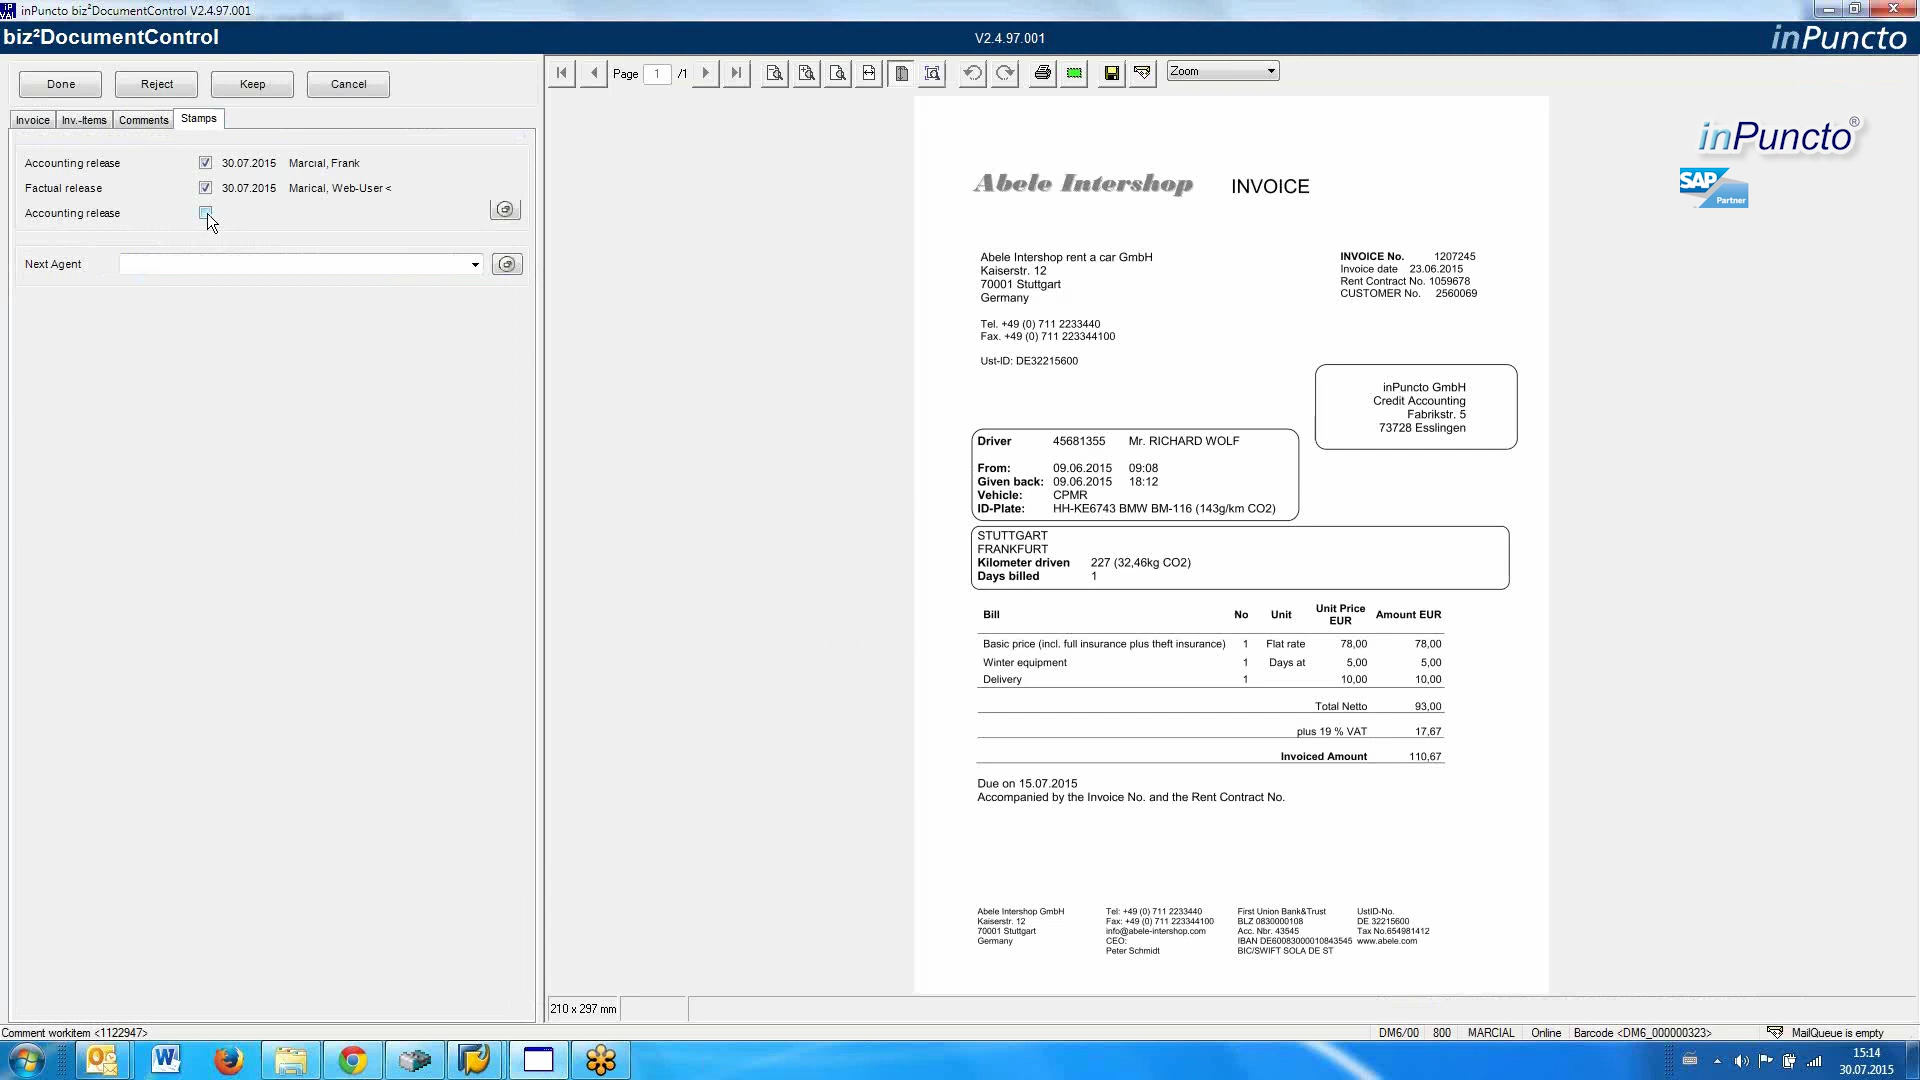 inPuncto biz²DocumentControl V2.4.97.001
biz²DocumentControl
V2.4.97.001
inPuncto
Done
Reject
Keep
Cancel
Page 1 /1
Zoom
Invoice
Inv.-Items
Comments
Stamps
Accounting release 30.07.2015 Marcial, Frank
Factual release 30.07.2015 Marical, Web-User <
Accounting release
Next Agent
inPuncto®
SAP
Partner
Abele Intershop INVOICE
Abele Intershop rent a car GmbH
Kaiserstr. 12
70001 Stuttgart
Germany
Tel. +49 (0) 711 2233440
Fax. +49 (0) 711 223344100
Ust-ID: DE32215600
INVOICE No. 1207245
Invoice date 23.06.2015
Rent Contract No. 1059678
CUSTOMER No. 2560069
inPuncto GmbH
Credit Accounting
Fabrikstr. 5
73728 Esslingen
Driver 45681355 Mr. RICHARD WOLF
From: 09.06.2015 09:08
Given back: 09.06.2015 18:12
Vehicle: CPMR
ID-Plate: HH-KE6743 BMW BM-116 (143g/km CO2)
STUTTGART
FRANKFURT
Kilometer driven 227 (32,46kg CO2)
Days billed 1
Bill No Unit Unit Price EUR Amount EUR
Basic price (incl. full insurance plus theft insurance) 1 Flat rate 78,00 78,00
Winter equipment 1 Days at 5,00 5,00
Delivery 1 10,00 10,00
Total Netto 93,00
plus 19 % VAT 17,67
Invoiced Amount 110,67
Due on 15.07.2015
Accompanied by the Invoice No. and the Rent Contract No.
Abele Intershop GmbH
Kaiserstr. 12
70001 Stuttgart
Germany
Tel: +49 (0) 711 2233440
Fax: +49 (0) 711 223344100
info@abele-intershop.com
CEO:
Peter Schmidt
First Union Bank&Trust
BLZ 0830000108
Acc. Nbr. 43545
IBAN DE60083000010843545
BIC/SWIFT SOLA DE ST
UstID-No.
DE 32215600
Tax No.654981412
www.abele.com
210 x 297 mm
Comment workitem <1122947>
DM6/00 800 MARCIAL Online Barcode <DM6_000000323> MailQueue is empty
15:14
30.07.2015